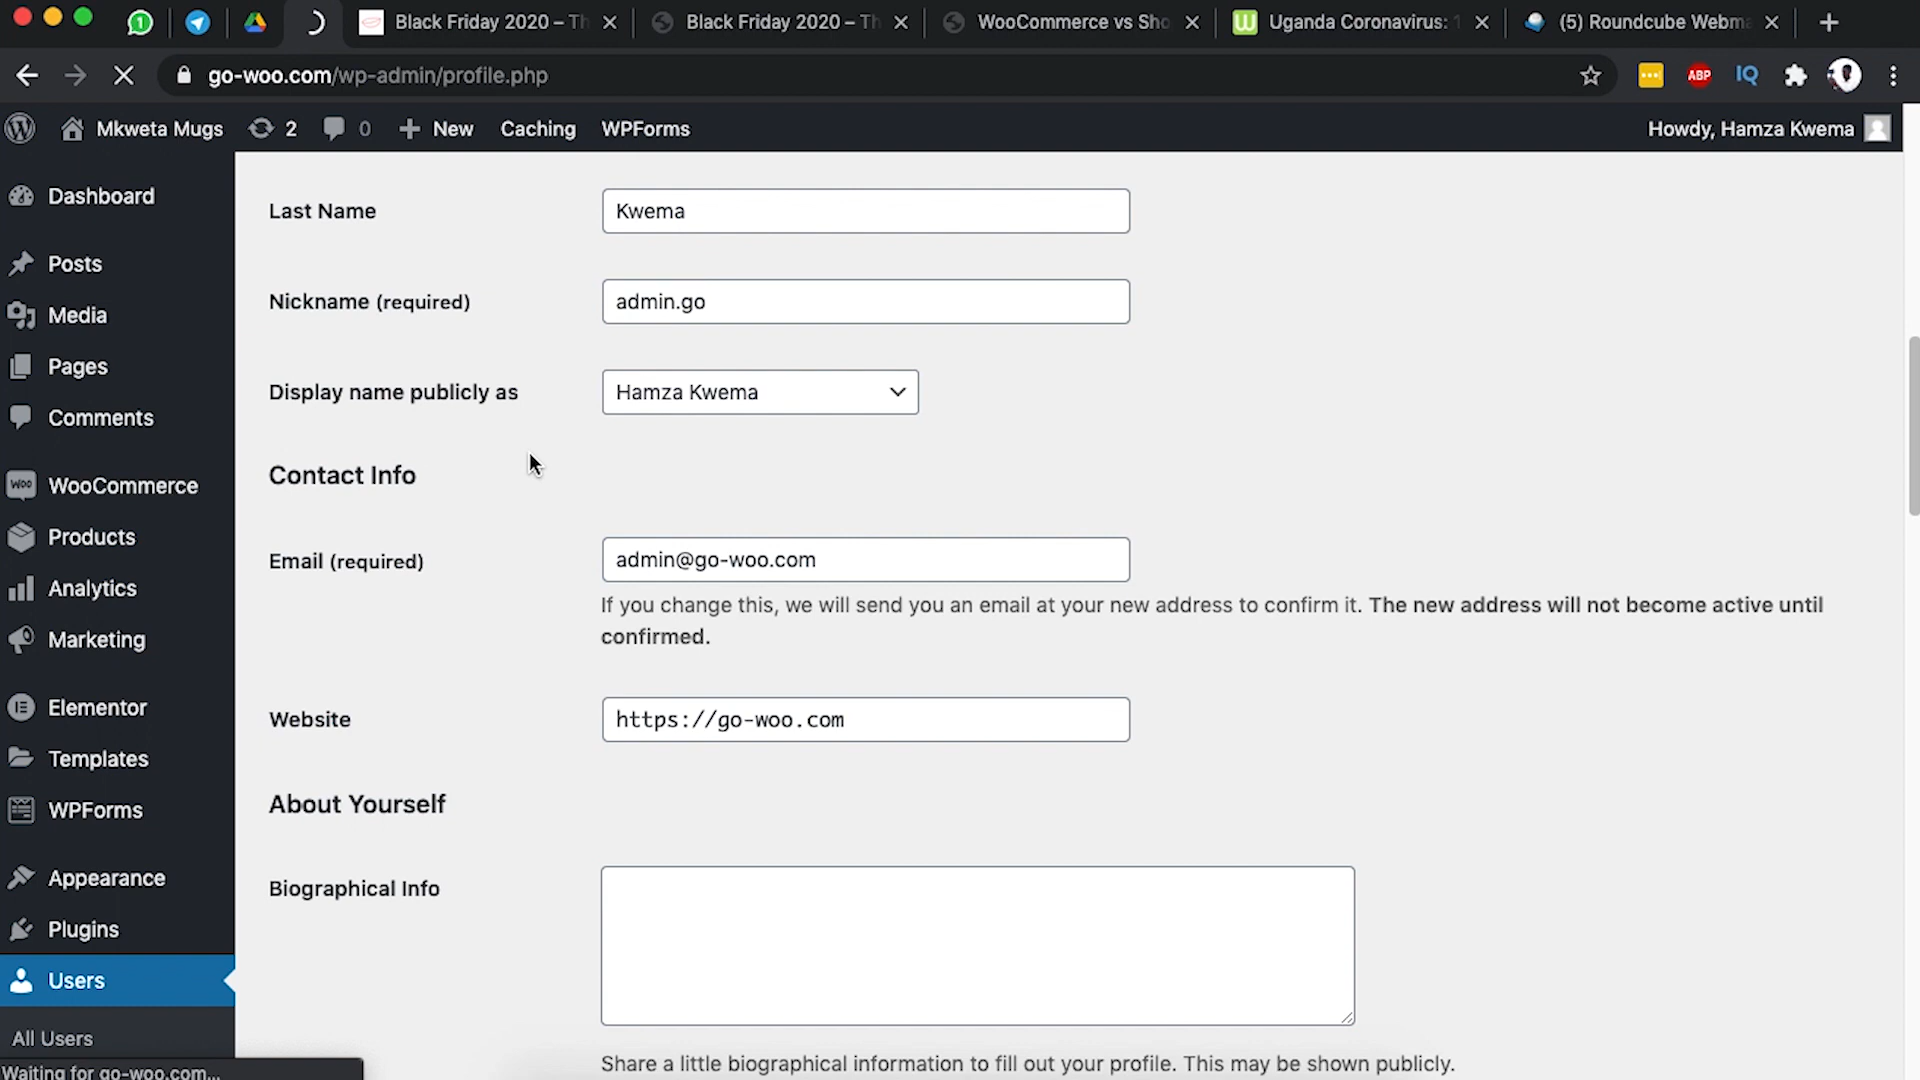 Black Friday 2020 – Th
Black Friday 2020 – Th
WooCommerce vs Sho
Uganda Coronavirus: 1
(5) Roundcube Webma
go-woo.com/wp-admin/profile.php
ABP
IQ
Mkweta Mugs
2
0
New
Caching
WPForms
Howdy, Hamza Kwema
Dashboard
Posts
Media
Pages
Comments
Woo
WooCommerce
Products
Analytics
Marketing
Elementor
Templates
WPForms
Appearance
Plugins
Users
All Users
Waiting for go-woo.com...
Last Name
Kwema
Nickname (required)
admin.go
Display name publicly as
Hamza Kwema
Contact Info
Email (required)
admin@go-woo.com
If you change this, we will send you an email at your new address to confirm it. The new address will not become active until
confirmed.
Website
https://go-woo.com
About Yourself
Biographical Info
Share a little biographical information to fill out your profile. This may be shown publicly.